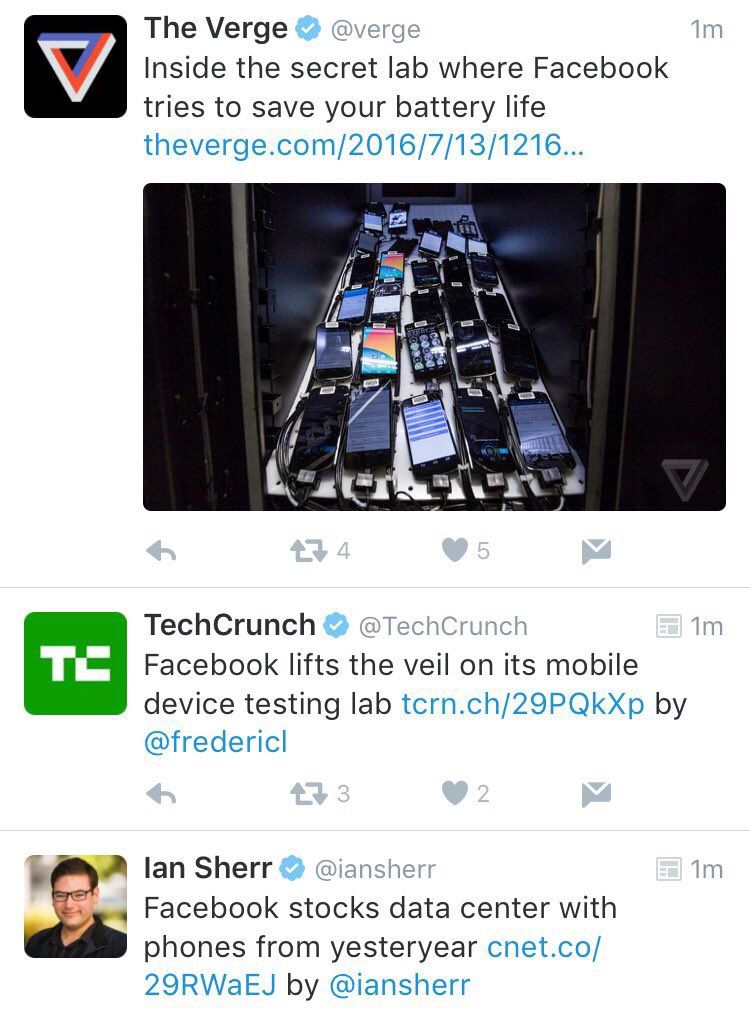 The Verge @verge 1m
Inside the secret lab where Facebook
tries to save your battery life
theverge.com/2016/7/13/1216...
4 5
TC
TechCrunch @TechCrunch 1m
Facebook lifts the veil on its mobile
device testing lab tcrn.ch/29PQkXp by
@fredericl
3 2
Ian Sherr @iansherr 1m
Facebook stocks data center with
phones from yesteryear cnet.co/
29RWaEJ by @iansherr